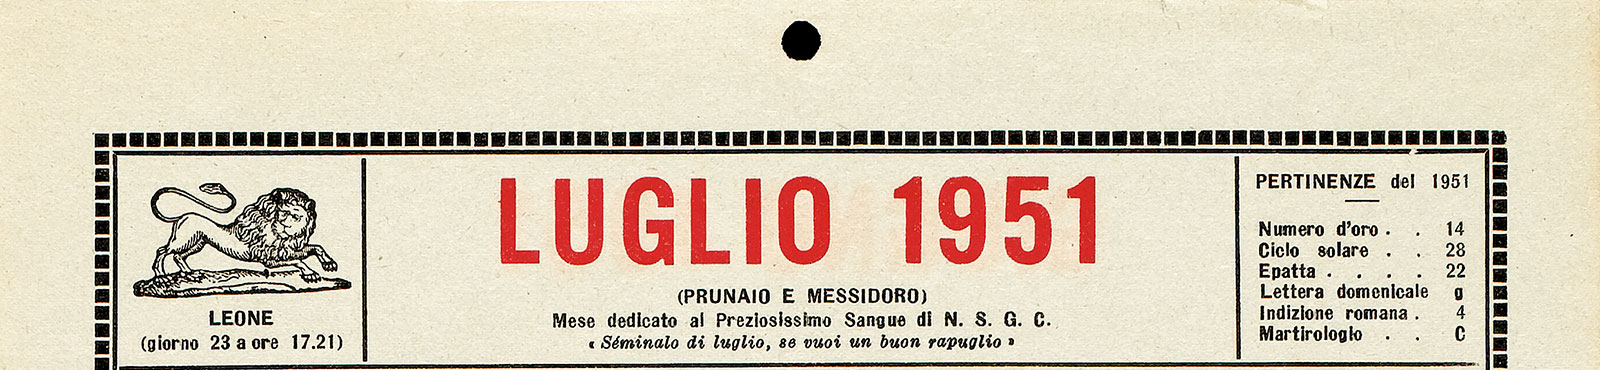 LEONE
(giorno 23 a ore 17.21)
LUGLIO 1951
(PRUNAIO E MESSIDORO)
Mese dedicato al Preziosissimo Sangue di N. S. G. C.
« Séminalo di luglio, se vuoi un buon rapuglio »
PERTINENZE del 1951
Numero d'oro . . 14
Ciclo solare . . 28
Epatta . . . . 22
Lettera domenicale g
Indizione romana . 4
Martirologio . . C